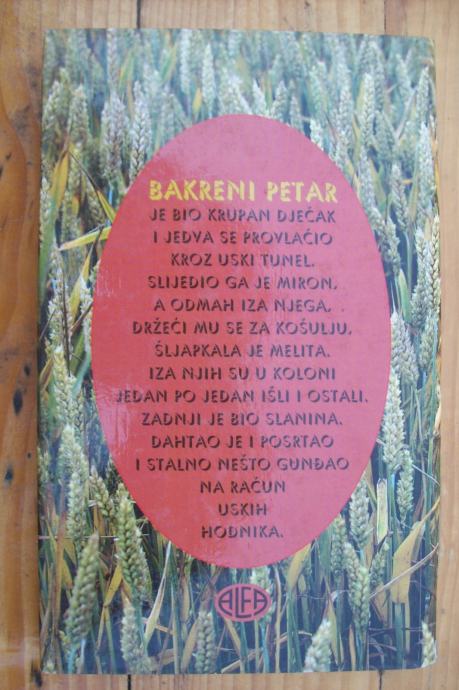 BAKRENI PETAR
JE BIO KRUPAN DJEČAK
I JEDVA SE PROVLAČIO
KROZ USKI TUNEL.
SLIJEDIO GA JE MIRON,
A ODMAH IZA NJEGA,
DRŽEĆI MU SE ZA KOŠULJU,
ŠLJAPKALA JE MELITA.
IZA NJIH SU U KOLONI
JEDAN PO JEDAN IŠLI I OSTALI.
ZADNJI JE BIO SLANINA.
DAHTAO JE I POSRTAO
I STALNO NEŠTO GUNĐAO
NA RAČUN
USKIH
HODNIKA.
ALFA